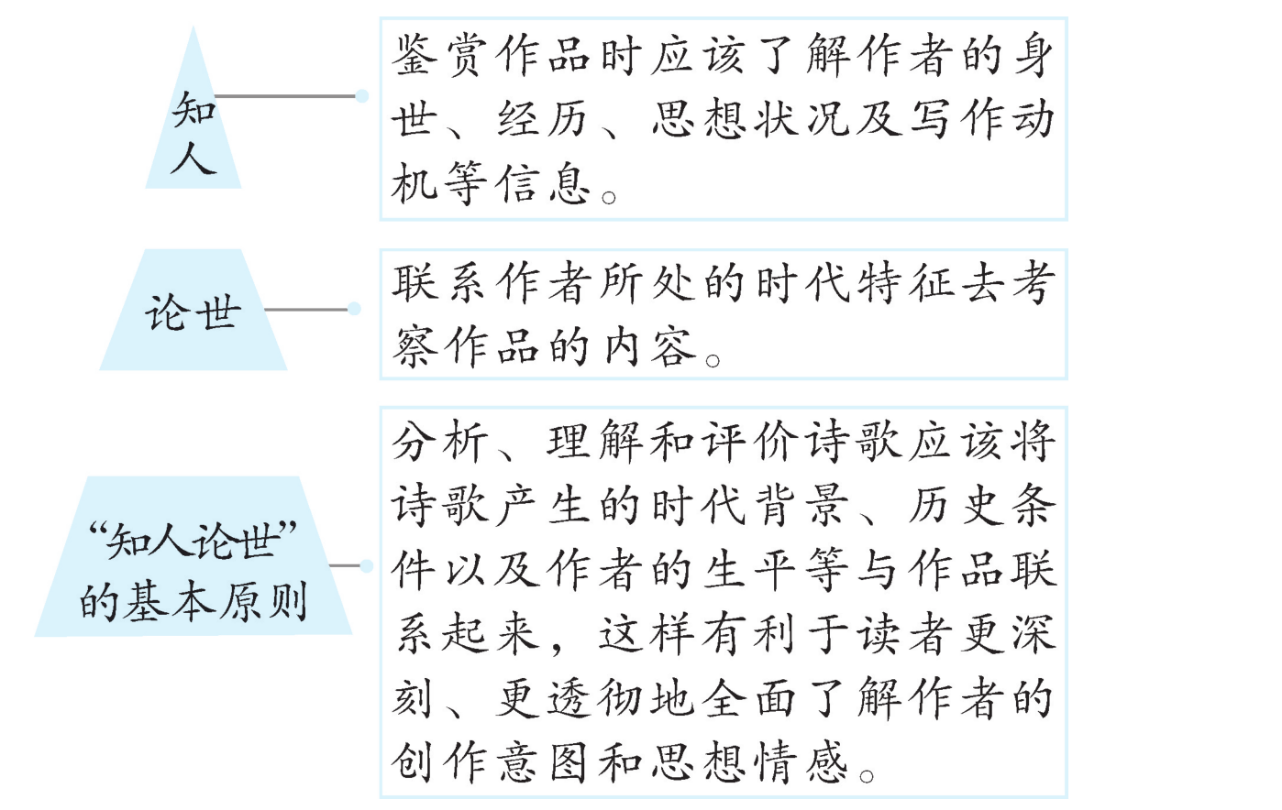 知
人
鉴赏作品时应该了解作者的身
世、经历、思想状况及写作动
机等信息。
论世
联系作者所处的时代特征去考
察作品的内容。
“知人论世”
的基本原则
分析、理解和评价诗歌应该将
诗歌产生的时代背景、历史条
件以及作者的生平等与作品联
系起来，这样有利于读者更深
刻、更透彻地全面了解作者的
创作意图和思想情感。